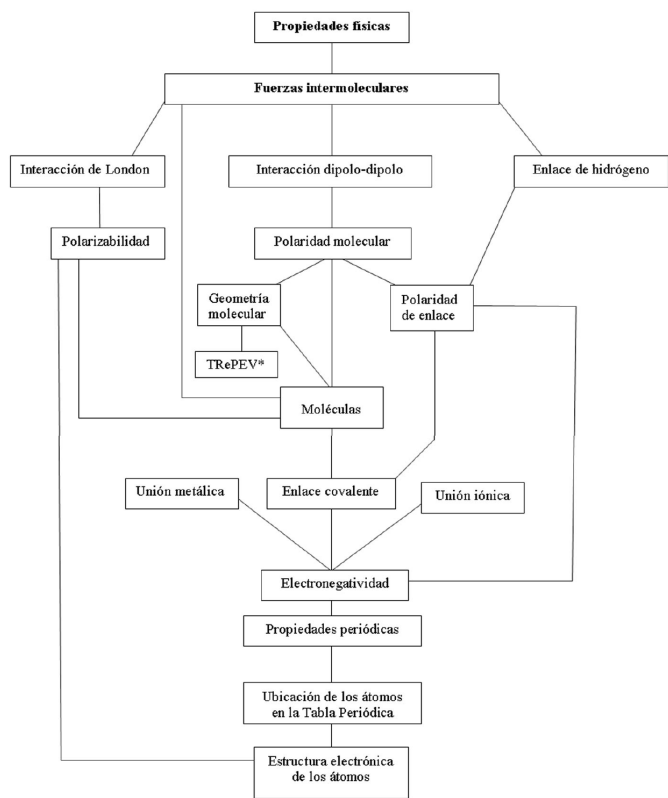 Propiedades físicas
Fuerzas intermoleculares
Interacción de London
Interacción dipolo-dipolo
Enlace de hidrógeno
Polarizabilidad
Polaridad molecular
Geometría
molecular
Polaridad
de enlace
TRePEV*
Moléculas
Unión metálica
Enlace covalente
Unión iónica
Electronegatividad
Propiedades periódicas
Ubicación de los átomos
en la Tabla Periódica
Estructura electrónica
de los átomos